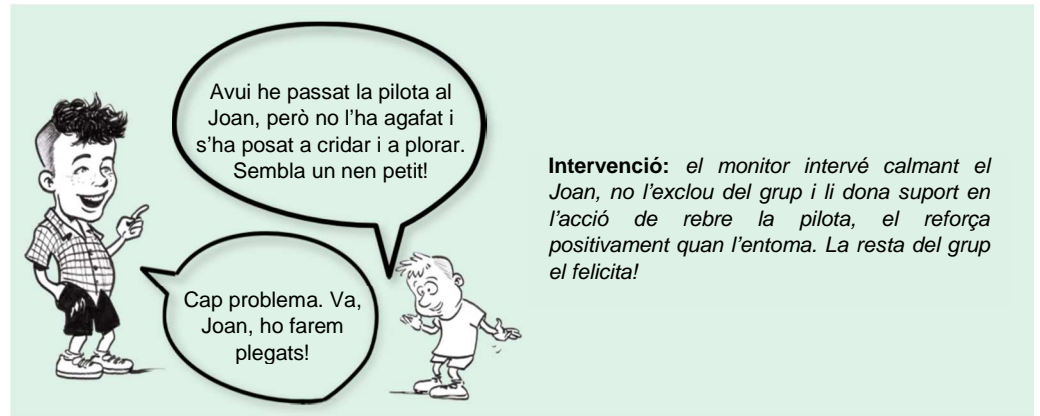 Avui he passat la pilota al
Joan, però no l’ha agafat i
s’ha posat a cridar i a plorar.
Sembla un nen petit!
Cap problema. Va,
Joan, ho farem
plegats!
Intervenció: el monitor intervé calmant el
Joan, no l’exclou del grup i li dona suport en
l’acció de rebre la pilota, el reforça
positivament quan l’entoma. La resta del grup
el felicita!